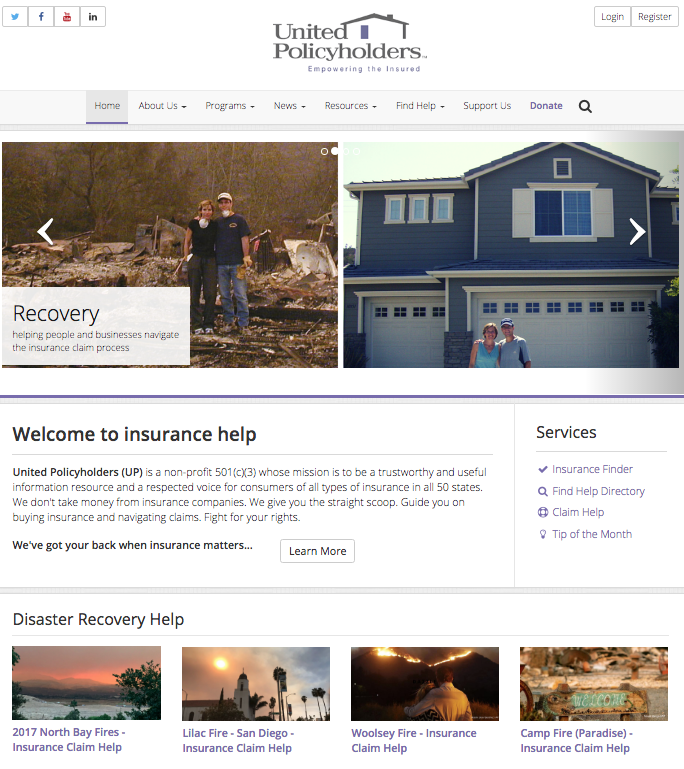 Login Register
United
Policyholders
Empowering the Insured
Home About Us Programs News Resources Find Help Support Us Donate
Recovery
helping people and businesses navigate
the insurance claim process
Welcome to insurance help
United Policyholders (UP) is a non-profit 501(c)(3) whose mission is to be a trustworthy and useful
information resource and a respected voice for consumers of all types of insurance in all 50 states.
We don't take money from insurance companies. We give you the straight scoop. Guide you on
buying insurance and navigating claims. Fight for your rights.
We've got your back when insurance matters... Learn More
Services
Insurance Finder
Find Help Directory
Claim Help
Tip of the Month
Disaster Recovery Help
WELCOME
2017 North Bay Fires -
Insurance Claim Help
Lilac Fire - San Diego -
Insurance Claim Help
Woolsey Fire - Insurance
Claim Help
Camp Fire (Paradise) -
Insurance Claim Help